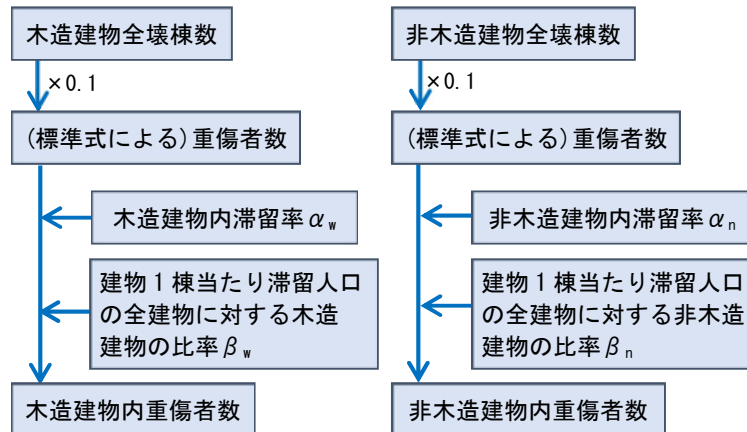 木造建物全壊棟数
×0.1
(標準式による)重傷者数
木造建物内滞留率αw
建物1棟当たり滞留人口
の全建物に対する木造
建物の比率βw
木造建物内重傷者数
非木造建物全壊棟数
×0.1
(標準式による)重傷者数
非木造建物内滞留率αn
建物1棟当たり滞留人口
の全建物に対する非木造
建物の比率βn
非木造建物内重傷者数